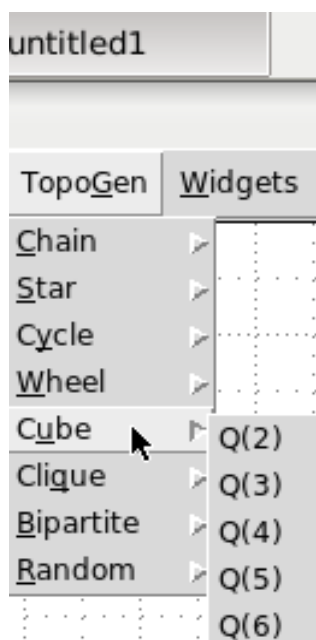 untitled1
TopoGen Widgets
Chain
Star
Cycle
Wheel
Cube
Clique
Bipartite
Random
Q(2)
Q(3)
Q(4)
Q(5)
Q(6)